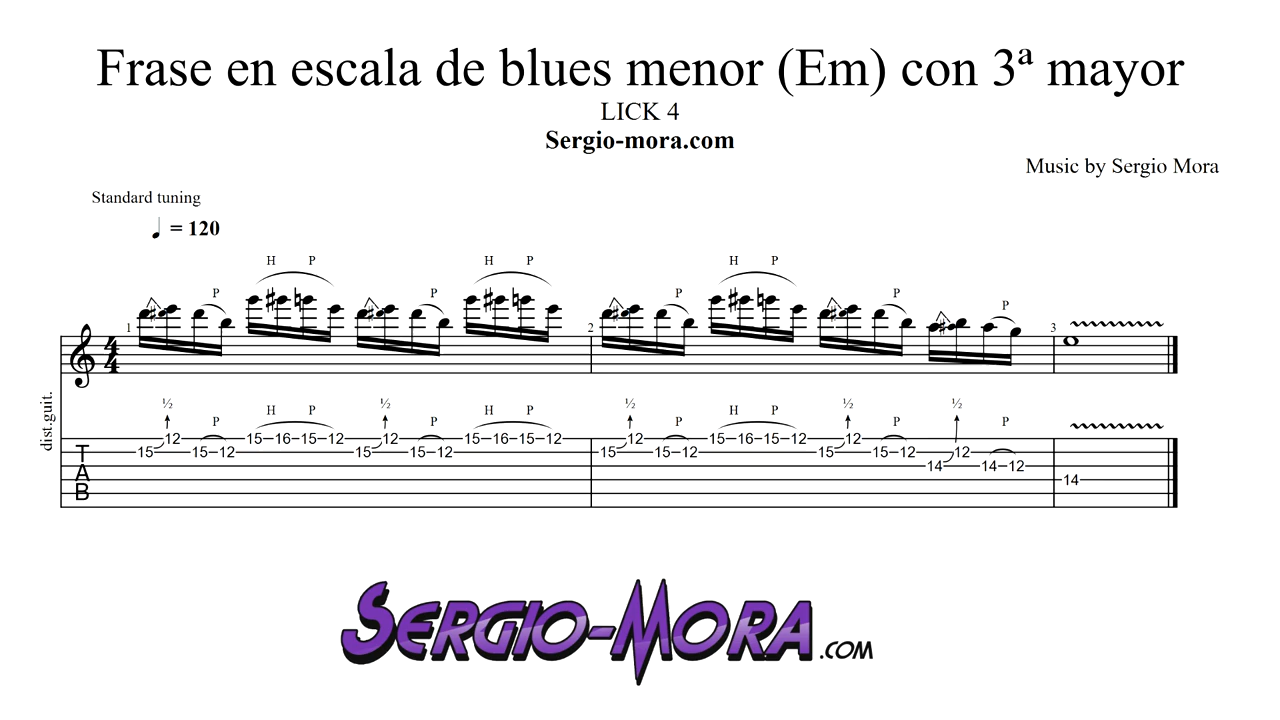 Frase en escala de blues menor (Em) con 3ª mayor
LICK 4
Sergio-mora.com
Music by Sergio Mora
Standard tuning
= 120
H P H P H P
P P P P P
1 2 3
4
4
dist.guit.
½ ½ ½ ½ ½
H P H P H P
P P P P P
12 15 16 15 12 12 15 16 15 12 12 15 16 15 12 12
T 15 15 12 15 15 12 15 15 12 15 15 12 12
14 14 12
A 14
B
SERGIO-MORA.COM